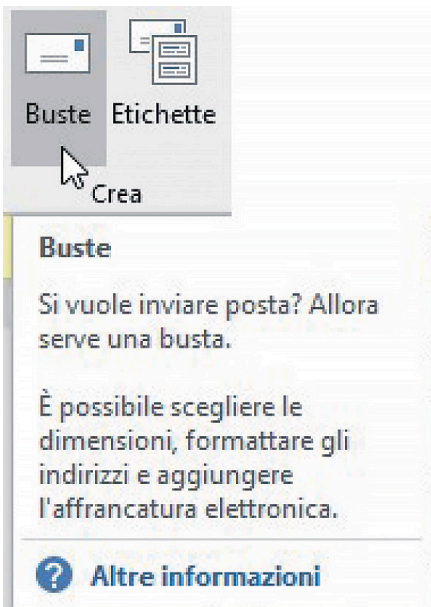 Buste Etichette
Crea
Buste
Si vuole inviare posta? Allora
serve una busta.
È possibile scegliere le
dimensioni, formattare gli
indirizzi e aggiungere
l'affrancatura elettronica.
? Altre informazioni